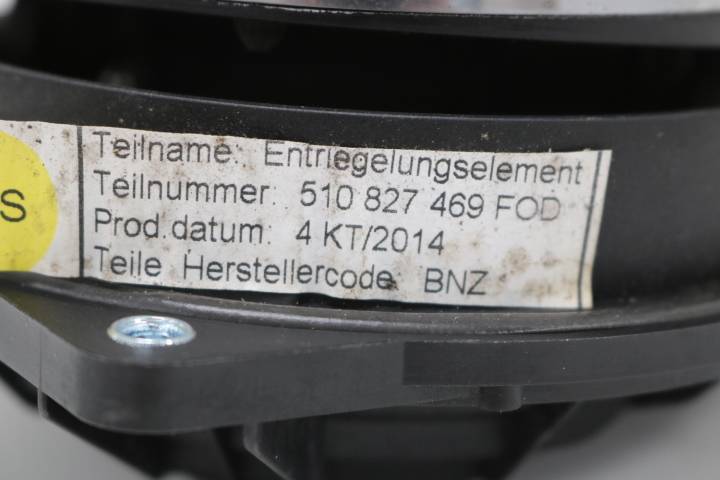 Teilname: Entriegelungselement
Teilnummer: 510 827 469 FOD
Prod.datum: 4 KT/2014
Teile Herstellercode: BNZ
S